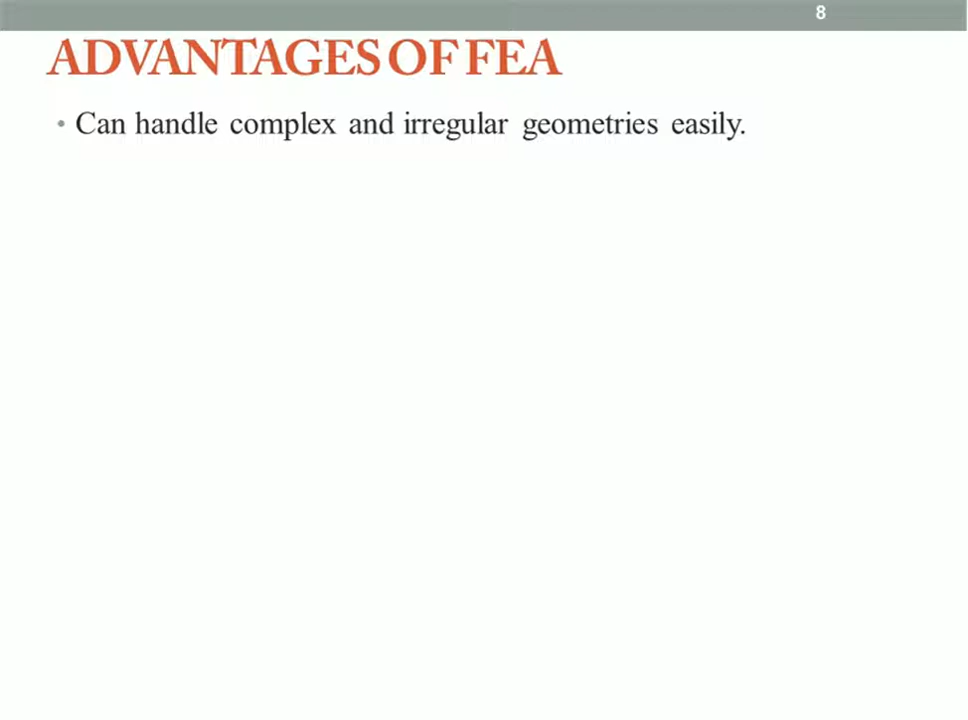 8
ADVANTAGES OF FEA
• Can handle complex and irregular geometries easily.